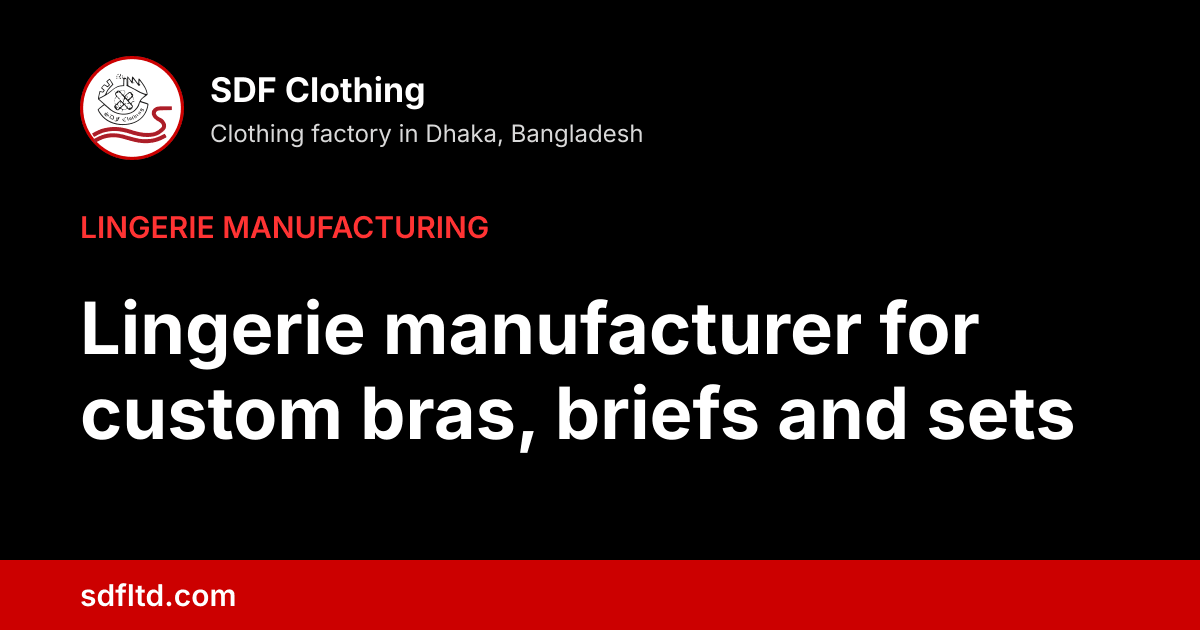 SDF Clothing
Clothing factory in Dhaka, Bangladesh
LINGERIE MANUFACTURING
Lingerie manufacturer for
custom bras, briefs and sets
sdfltd.com